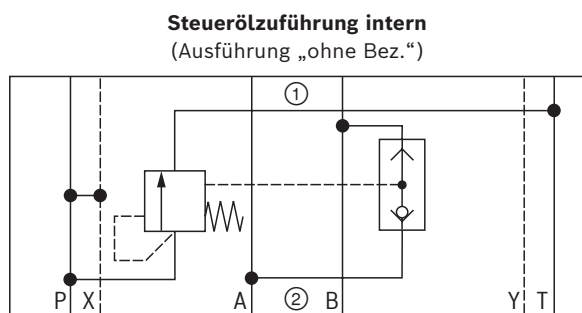 Steuerölzuführung intern
(Ausführung „ohne Bez.“)
①
P X A ② B Y T